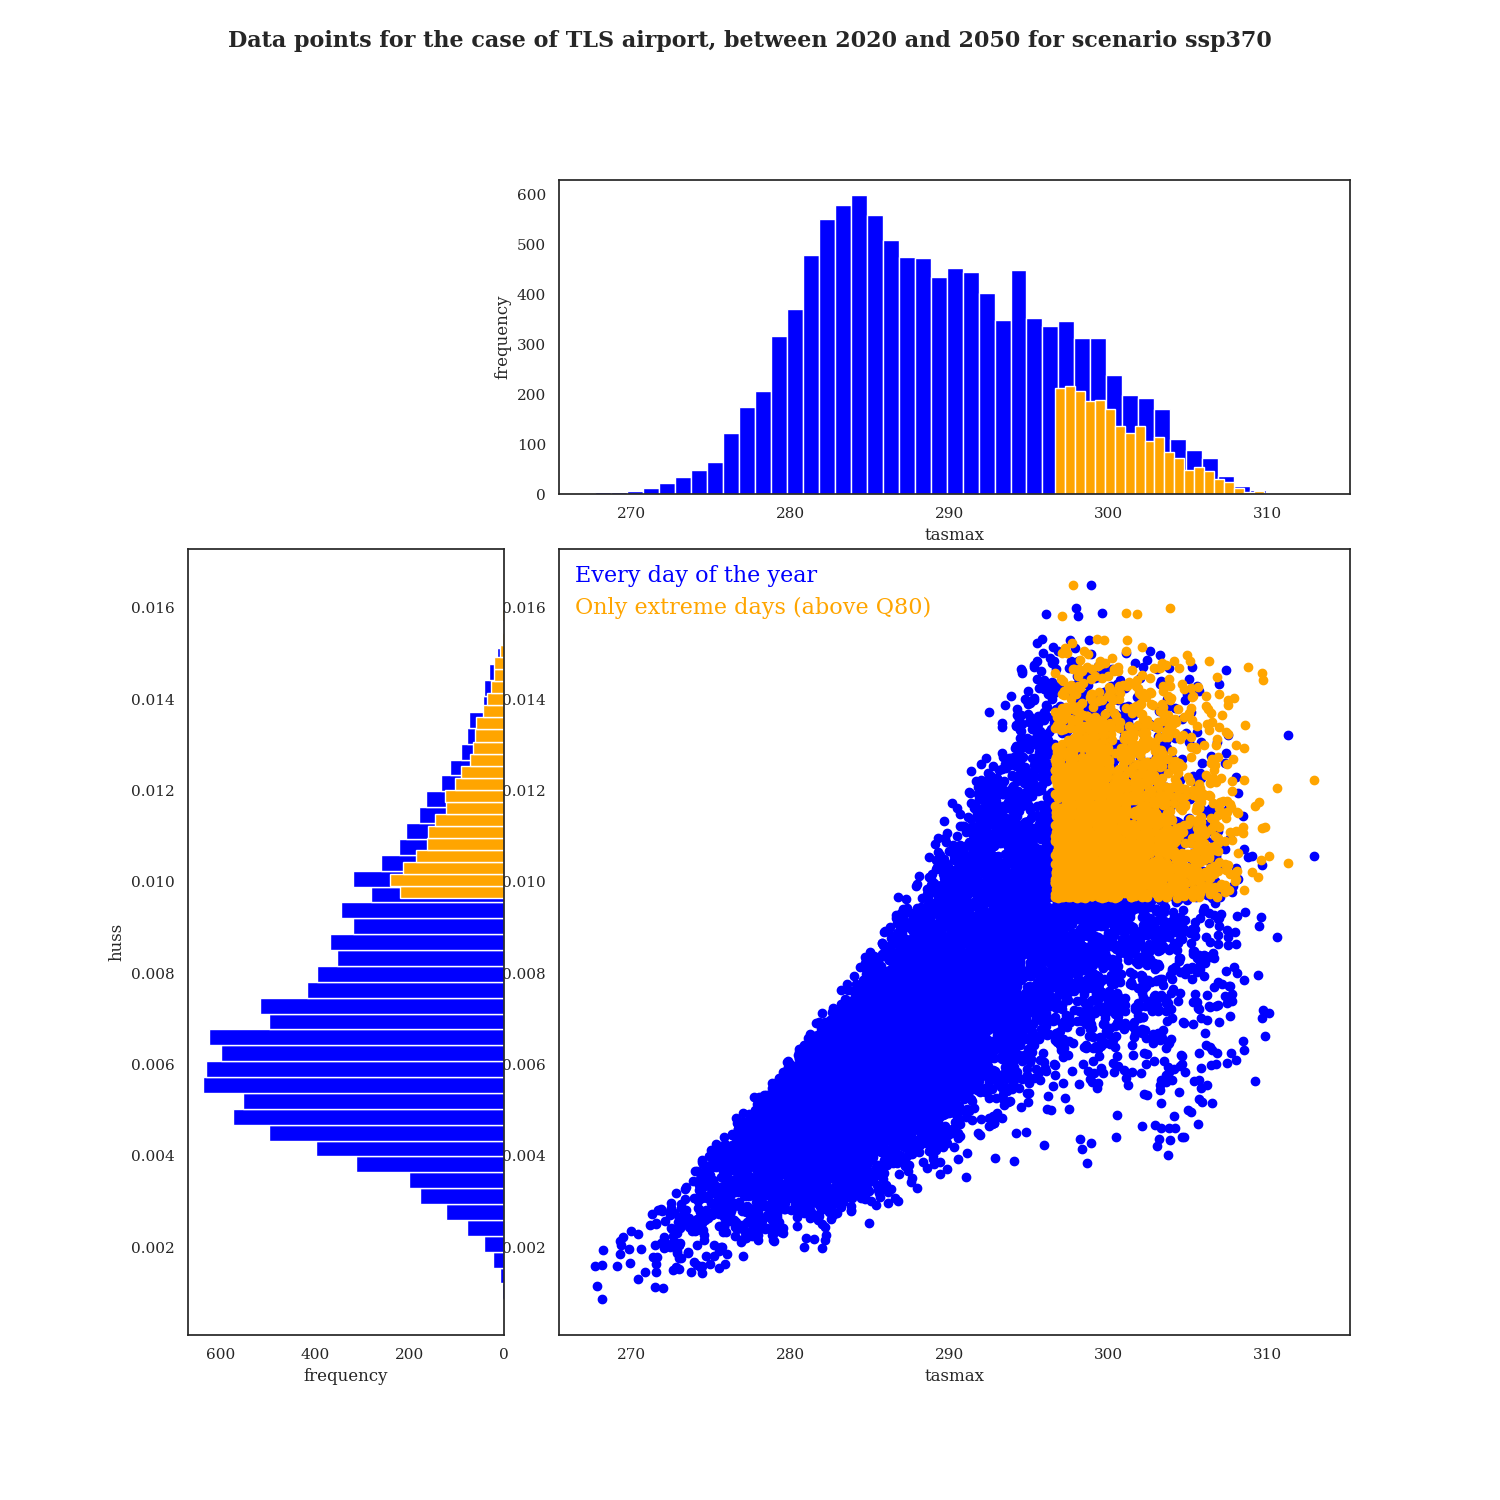 Data points for the case of TLS airport, between 2020 and 2050 for scenario ssp370
600
500
400
300
200
100
0
frequency
270 280 290 300 310
tasmax
0.016
0.014
0.012
0.010
0.008
0.006
0.004
0.002
huss
600 400 200 0
frequency
Every day of the year
Only extreme days (above Q80)
0.016
0.014
0.012
0.010
0.008
0.006
0.004
0.002
270 280 290 300 310
tasmax